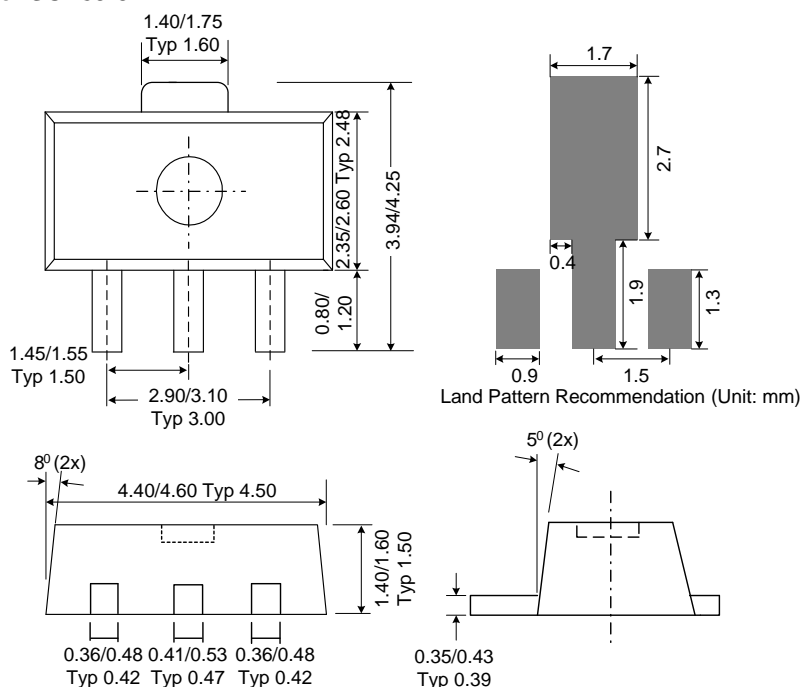 1.40/1.75
Typ 1.60
2.35/2.60 Typ 2.48
3.94/4.25
0.80/
1.20
1.45/1.55
Typ 1.50
2.90/3.10
Typ 3.00
1.7
2.7
0.4
1.9
1.3
0.9
1.5
Land Pattern Recommendation (Unit: mm)
8⁰ (2x)
4.40/4.60 Typ 4.50
1.40/1.60
Typ 1.50
0.36/0.48 0.41/0.53 0.36/0.48
Typ 0.42 Typ 0.47 Typ 0.42
5⁰ (2x)
0.35/0.43
Typ 0.39